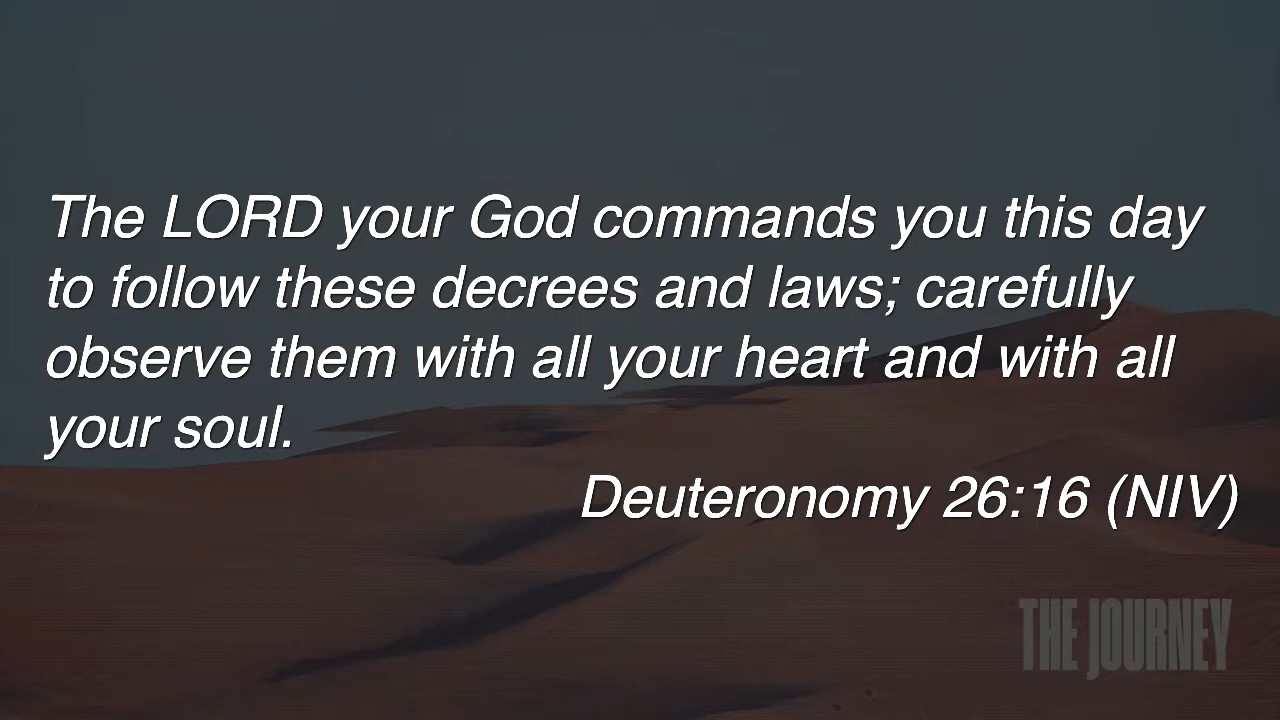 The LORD your God commands you this day
to follow these decrees and laws; carefully
observe them with all your heart and with all
your soul.
Deuteronomy 26:16 (NIV)
THE JOURNEY